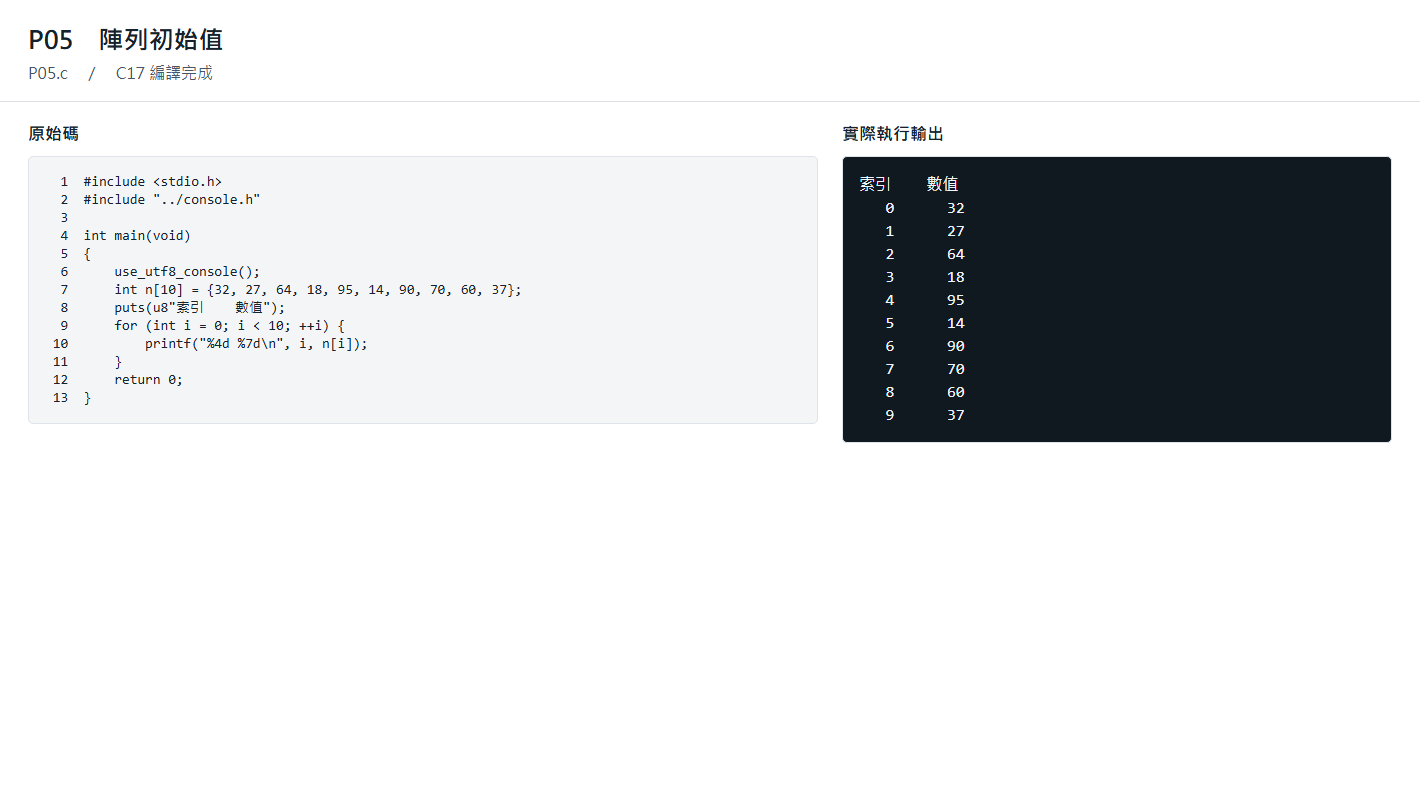 P05　陣列初始值
P05.c / C17 編譯完成
原始碼
1 #include <stdio.h>
2 #include "../console.h"
3
4 int main(void)
5 {
6     use_utf8_console();
7     int n[10] = {32, 27, 64, 18, 95, 14, 90, 70, 60, 37};
8     puts(u8"索引    數值");
9     for (int i = 0; i < 10; ++i) {
10         printf("%4d %7d\n", i, n[i]);
11     }
12     return 0;
13 }
實際執行輸出
索引    數值
   0      32
   1      27
   2      64
   3      18
   4      95
   5      14
   6      90
   7      70
   8      60
   9      37